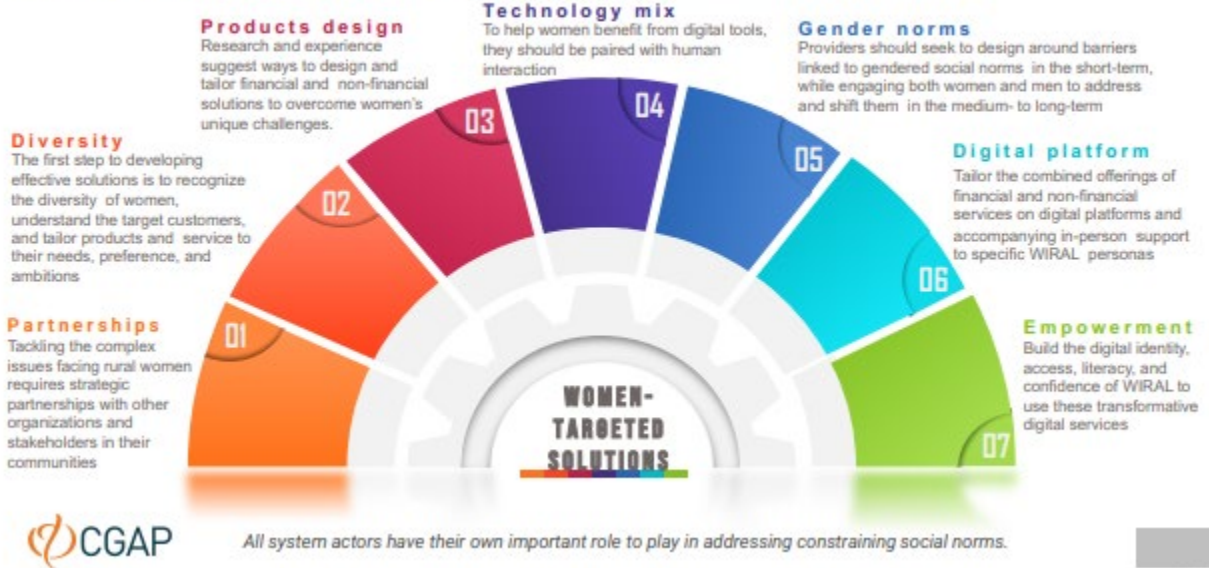 Partnerships
Tackling the complex
issues facing rural women
requires strategic
partnerships with other
organizations and
stakeholders in their
communities
01
Diversity
The first step to developing
effective solutions is to recognize
the diversity of women,
understand the target customers,
and tailor products and service to
their needs, preference, and
ambitions
02
Products design
Research and experience
suggest ways to design and
tailor financial and non-financial
solutions to overcome women's
unique challenges.
03
Technology mix
To help women benefit from digital tools,
they should be paired with human
interaction
04
Gender norms
Providers should seek to design around barriers
linked to gendered social norms in the short-term,
while engaging both women and men to address
and shift them in the medium- to long-term
05
Digital platform
Tailor the combined offerings of
financial and non-financial
services on digital platforms and
accompanying in-person support
to specific WIRAL personas
06
Empowerment
Build the digital identity,
access, literacy, and
confidence of WIRAL to
use these transformative
digital services
07
WOMEN-
TARGETED
SOLUTIONS
CGAP
All system actors have their own important role to play in addressing constraining social norms.